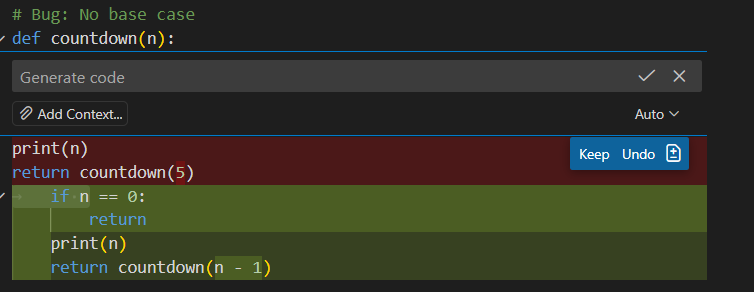 # Bug: No base case
def countdown(n):
Generate code
Add Context...
Auto
print(n)
Keep Undo
return countdown(5)
if n == 0:
return
print(n)
return countdown(n - 1)